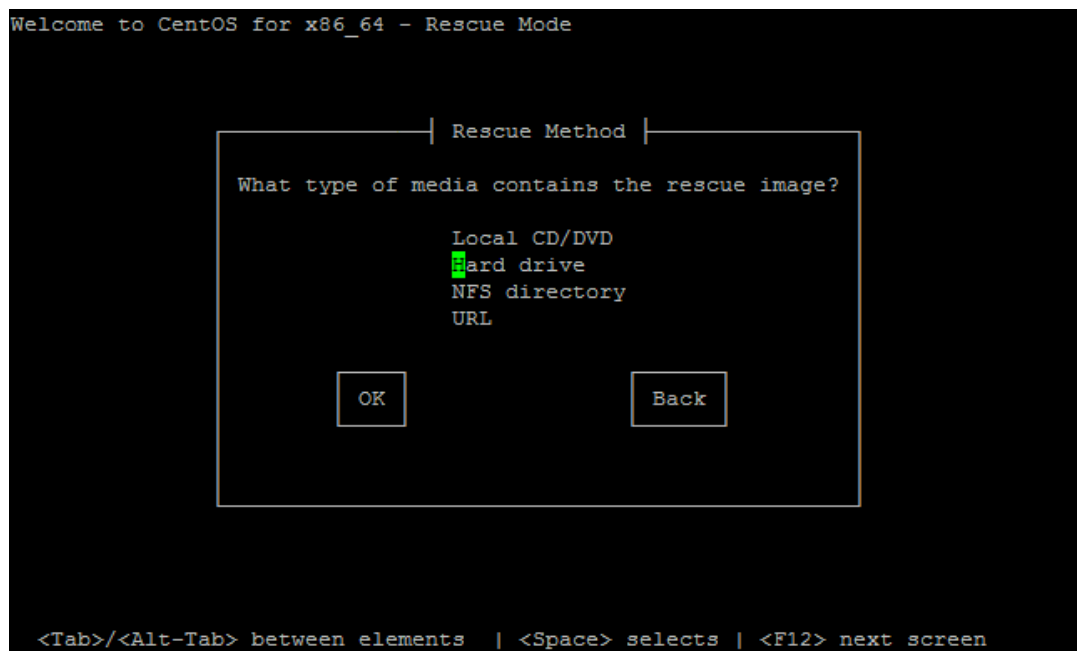 Welcome to CentOS for x86_64 - Rescue Mode
Rescue Method
What type of media contains the rescue image?
Local CD/DVD
Hard drive
NFS directory
URL
OK Back
<Tab>/<Alt-Tab> between elements | <Space> selects | <F12> next screen